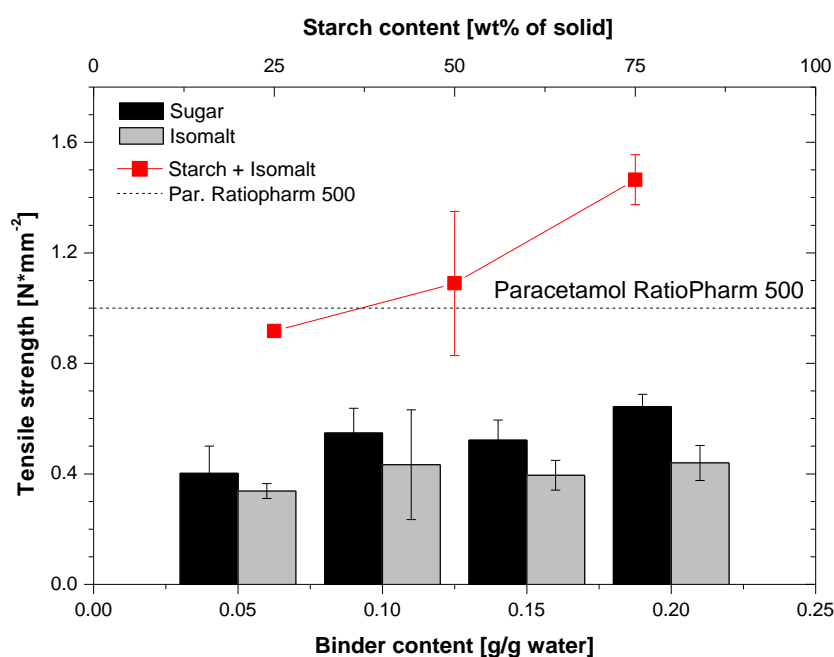 Starch content [wt% of solid]
0 25 50 75 100
Sugar
Isomalt
Starch + Isomalt
Par. Ratiopharm 500
Paracetamol RatioPharm 500
Tensile strength [N*mm-2]
1.6
1.2
0.8
0.4
0.0
0.00 0.05 0.10 0.15 0.20 0.25
Binder content [g/g water]